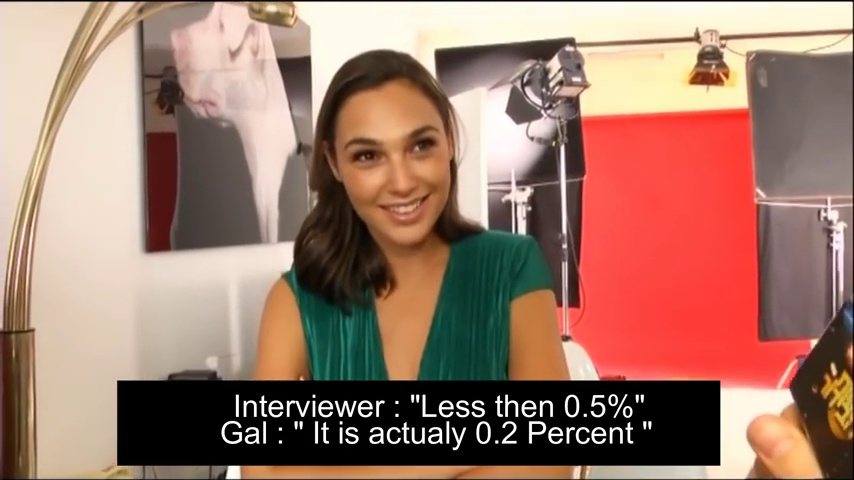 Interviewer : "Less then 0.5%"
Gal : " It is actualy 0.2 Percent "